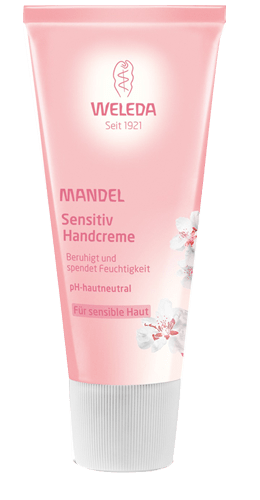 WELEDA
Seit 1921
MANDEL
Sensitiv
Handcreme
Beruhigt und
spendet Feuchtigkeit
pH-hautneutral
Für sensible Haut